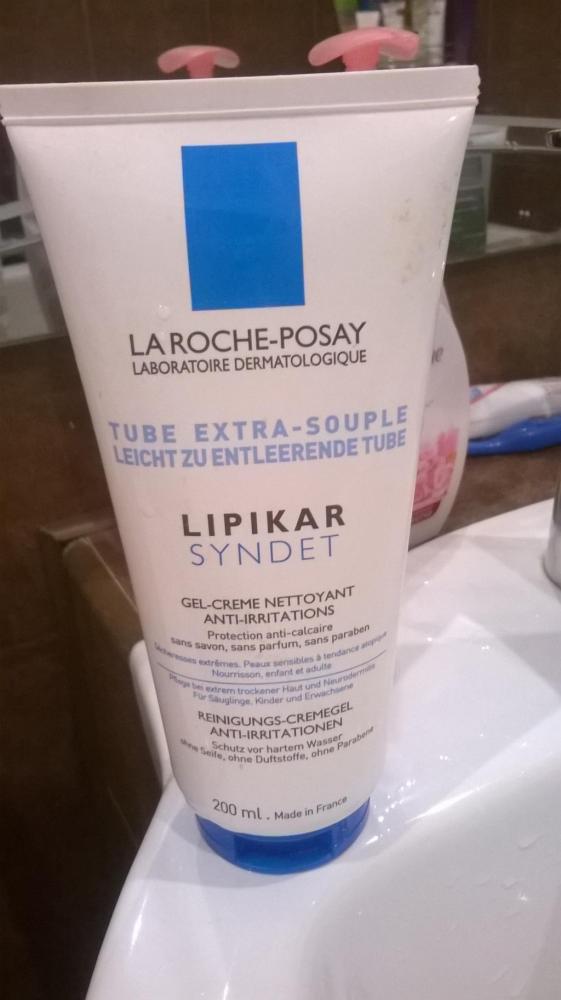 LA ROCHE-POSAY
LABORATOIRE DERMATOLOGIQUE
TUBE EXTRA-SOUPLE
LEICHT ZU ENTLEERENDE TUBE
LIPIKAR
SYNDET
GEL-CREME NETTOYANT
ANTI-IRRITATIONS
Protection anti-calcaire
sans savon, sans parfum, sans paraben
Sécheresses extrêmes. Peaux sensibles à tendance atopique
Nourrisson, enfant et adulte
Pflege bei extrem trockener Haut und Neurodermitis
Für Säuglinge, Kinder und Erwachsene
REINIGUNGS-CREMEGEL
ANTI-IRRITATIONEN
Schutz vor hartem Wasser
ohne Seife, ohne Duftstoffe, ohne Parabene
200 ml . Made in France